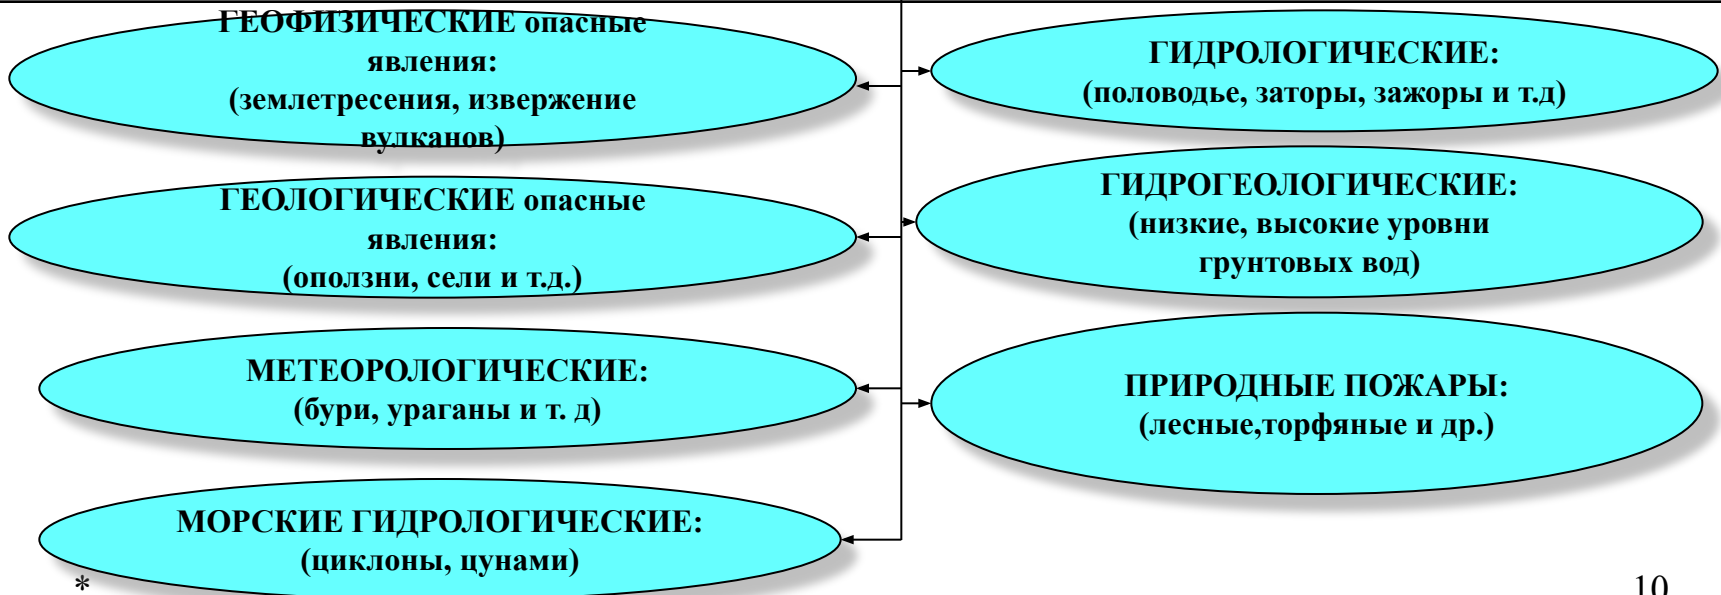 ГЕОФИЗИЧЕСКИЕ опасные
явления:
(землетресения, извержение
вулканов)
ГЕОЛОГИЧЕСКИЕ опасные
явления:
(оползни, сели и т.д.)
МЕТЕОРОЛОГИЧЕСКИЕ:
(бури, ураганы и т. д)
МОРСКИЕ ГИДРОЛОГИЧЕСКИЕ:
(циклоны, цунами)
ГИДРОЛОГИЧЕСКИЕ:
(половодье, заторы, зажоры и т.д)
ГИДРОГЕОЛОГИЧЕСКИЕ:
(низкие, высокие уровни
грунтовых вод)
ПРИРОДНЫЕ ПОЖАРЫ:
(лесные,торфяные и др.)
*
10